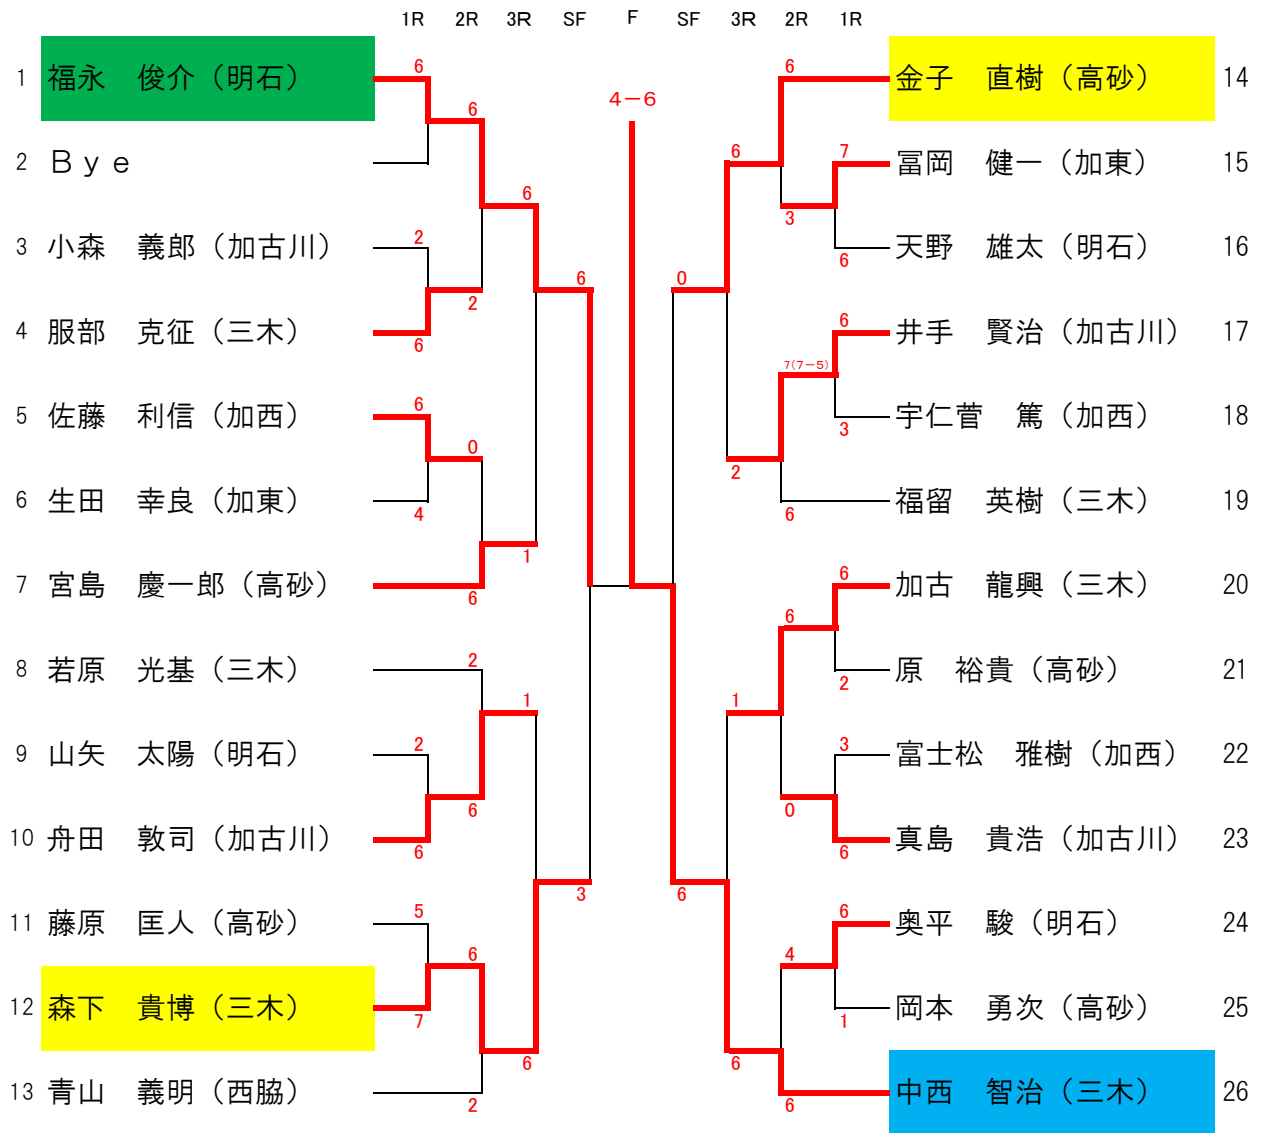 1R 2R 3R SF F SF 3R 2R 1R
1 福永　俊介（明石） 6 6 金子　直樹（高砂） 14
4－6
6
2 Ｂｙｅ 6 7 冨岡　健一（加東） 15
6 3
3 小森　義郎（加古川） 2 6 天野　雄太（明石） 16
6 0
2
4 服部　克征（三木） 6 6 井手　賢治（加古川） 17
7(7－5)
5 佐藤　利信（加西） 6 3 宇仁菅　篤（加西） 18
0 2
6 生田　幸良（加東） 4 6 福留　英樹（三木） 19
1
7 宮島　慶一郎（高砂） 6 6 加古　龍興（三木） 20
6
8 若原　光基（三木） 2 2 原　裕貴（高砂） 21
1 1
9 山矢　太陽（明石） 2 3 富士松　雅樹（加西） 22
6 0
10 舟田　敦司（加古川） 6 6 真島　貴浩（加古川） 23
3 6
11 藤原　匡人（高砂） 5 6 奥平　駿（明石） 24
6 4
12 森下　貴博（三木） 7 1 岡本　勇次（高砂） 25
6 6
13 青山　義明（西脇） 2 6 中西　智治（三木） 26